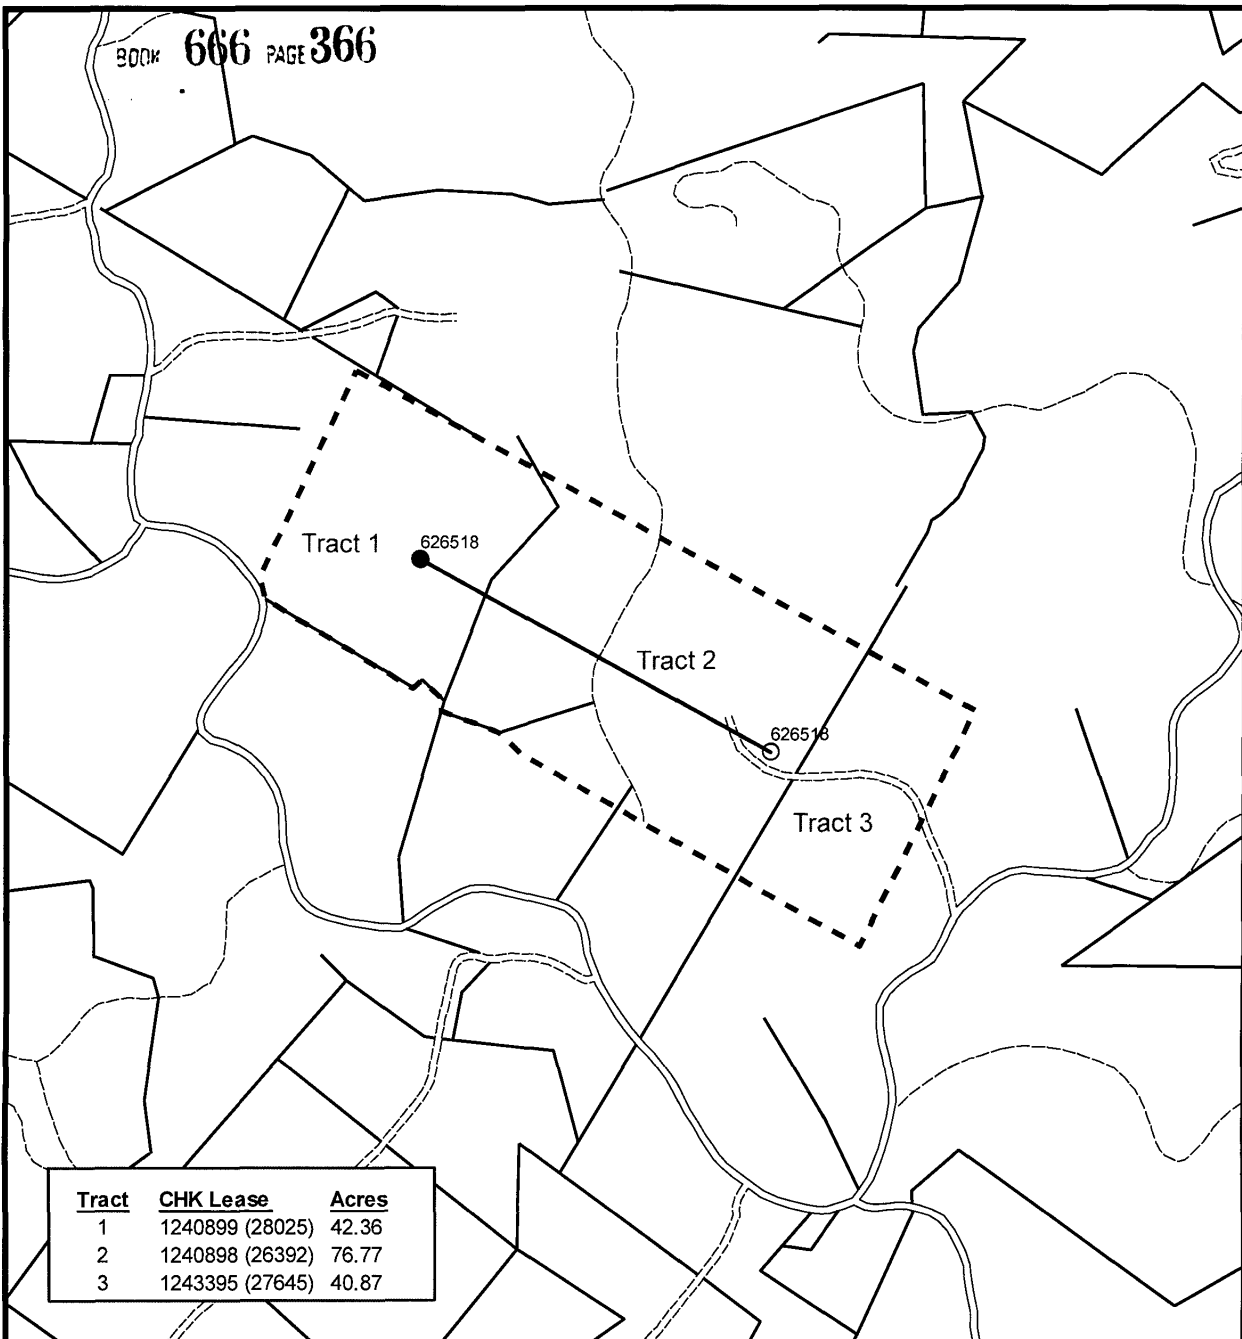 BOOK 666 PAGE 366
Tract 1
626518
Tract 2
626518
Tract 3
Tract CHK Lease Acres
1 1240899 (28025) 42.36
2 1240898 (26392) 76.77
3 1243395 (27645) 40.87